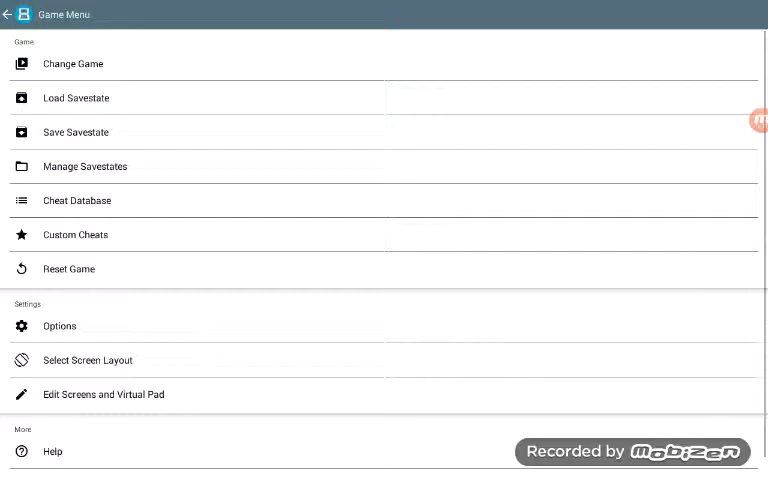 Game Menu
Game
Change Game
Load Savestate
Save Savestate
Manage Savestates
Cheat Database
Custom Cheats
Reset Game
Settings
Options
Select Screen Layout
Edit Screens and Virtual Pad
More
Help
Recorded by mobizen